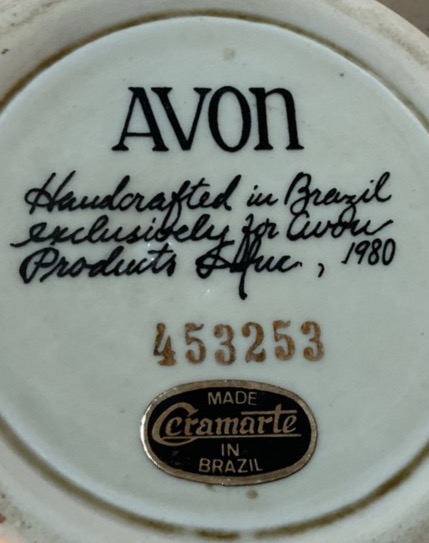 AVON
Handcrafted in Brazil
exclusively for Avon
Products Inc., 1980
453253
MADE
Ceramarte
IN
BRAZIL